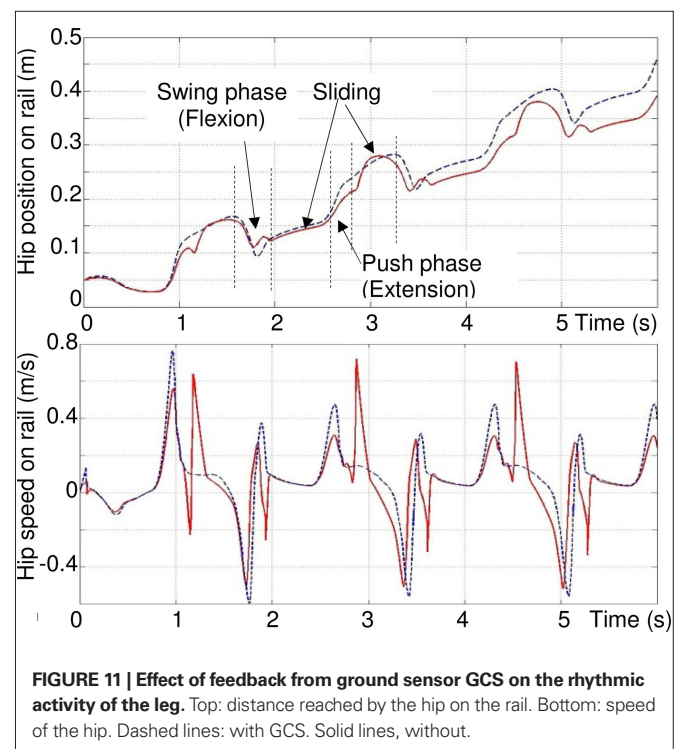 0.5
0.4
0.3
0.2
0.1
0
Hip position on rail (m)
Swing phase
(Flexion)
Sliding
Push phase
(Extension)
0 1 2 3 4 5 Time (s)
0.8
0.4
0
-0.4
Hip speed on rail (m/s)
0 1 2 3 4 5 Time (s)
FIGURE 11 | Effect of feedback from ground sensor GCS on the rhythmic
activity of the leg. Top: distance reached by the hip on the rail. Bottom: speed
of the hip. Dashed lines: with GCS. Solid lines, without.